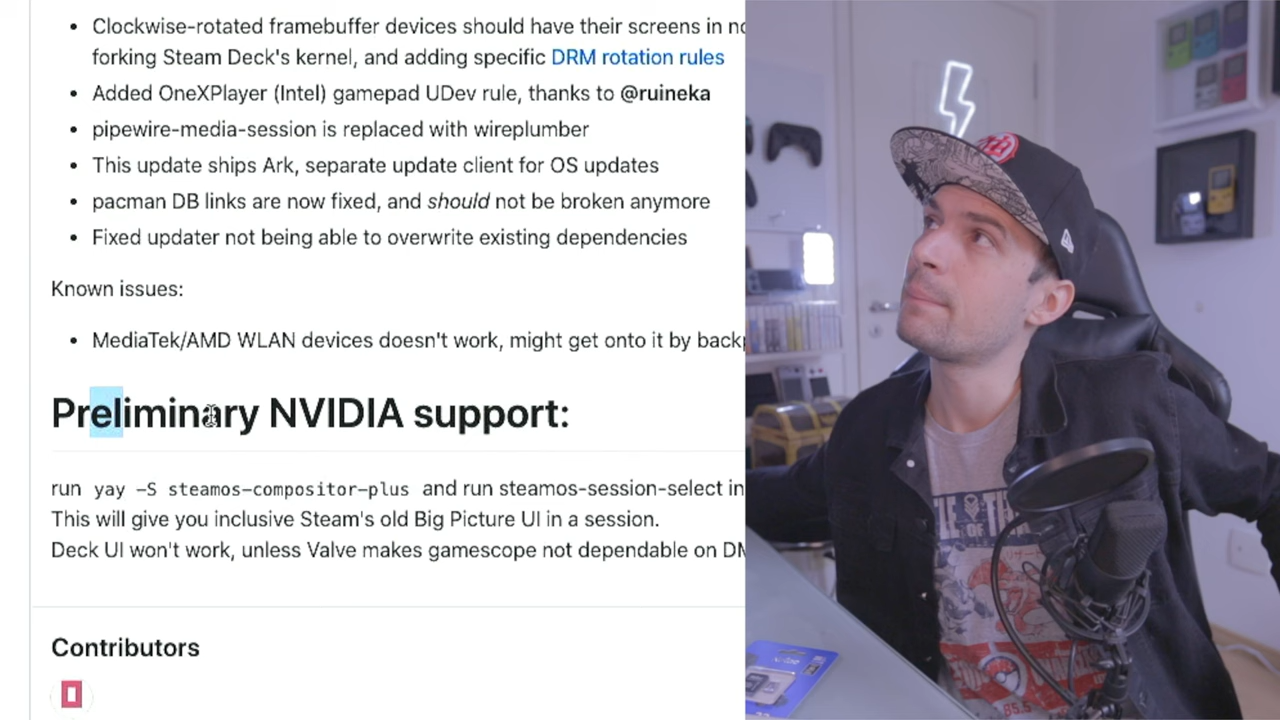 Clockwise-rotated framebuffer devices should have their screens in
forking Steam Deck's kernel, and adding specific DRM rotation rules
Added OneXPlayer (Intel) gamepad UDev rule, thanks to @ruineka
pipewire-media-session is replaced with wireplumber
This update ships Ark, separate update client for OS updates
pacman DB links are now fixed, and should not be broken anymore
Fixed updater not being able to overwrite existing dependencies
Known issues:
MediaTek/AMD WLAN devices doesn't work, might get onto it by
Preliminary NVIDIA support:
run yay -S steamos-compositor-plus and run steamos-session-select in
This will give you inclusive Steam's old Big Picture UI in a session.
Deck UI won't work, unless Valve makes gamescope not dependable on
Contributors
85.5